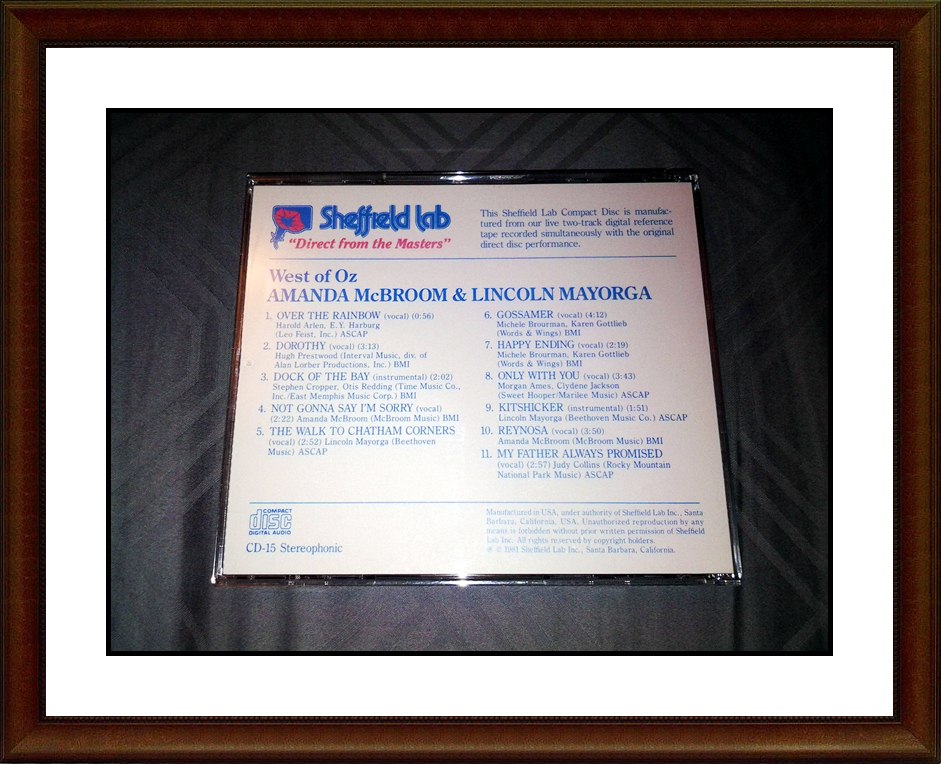 Sheffield Lab
"Direct from the Masters"
This Sheffield Lab Compact Disc is manufac-
tured from our live two-track digital reference
tape recorded simultaneously with the original
direct disc performance.
West of Oz
AMANDA McBROOM & LINCOLN MAYORGA
1. OVER THE RAINBOW (vocal) (0:56)
Harold Arlen, E.Y. Harburg
(Leo Feist, Inc.) ASCAP
2. DOROTHY (vocal) (3:13)
Hugh Prestwood (Interval Music, div. of
Alan Lorber Productions, Inc.) BMI
3. DOCK OF THE BAY (instrumental) (2:02)
Stephen Cropper, Otis Redding (Time Music Co.,
Inc./East Memphis Music Corp.) BMI
4. NOT GONNA SAY I'M SORRY (vocal)
(2:22) Amanda McBroom (McBroom Music) BMI
5. THE WALK TO CHATHAM CORNERS
(vocal) (2:52) Lincoln Mayorga (Beethoven
Music) ASCAP
6. GOSSAMER (vocal) (4:12)
Michele Brourman, Karen Gottlieb
(Words & Wings) BMI
7. HAPPY ENDING (vocal) (2:19)
Michele Brourman, Karen Gottlieb
(Words & Wings) BMI
8. ONLY WITH YOU (vocal) (3:43)
Morgan Ames, Clydene Jackson
(Sweet Hooper/Marilee Music) ASCAP
9. KITSHICKER (instrumental) (1:51)
Lincoln Mayorga (Beethoven Music Co.) ASCAP
10. REYNOSA (vocal) (3:50)
Amanda McBroom (McBroom Music) BMI
11. MY FATHER ALWAYS PROMISED
(vocal) (2:57) Judy Collins (Rocky Mountain
National Park Music) ASCAP
COMPACT
disc
DIGITAL AUDIO
CD-15 Stereophonic
Manufactured in USA, under authority of Sheffield Lab Inc., Santa
Barbara, California, USA. Unauthorized reproduction by any
means is forbidden without prior written permission of Sheffield
Lab Inc. All rights reserved by copyright holders.
℗ © 1981 Sheffield Lab Inc., Santa Barbara, California.